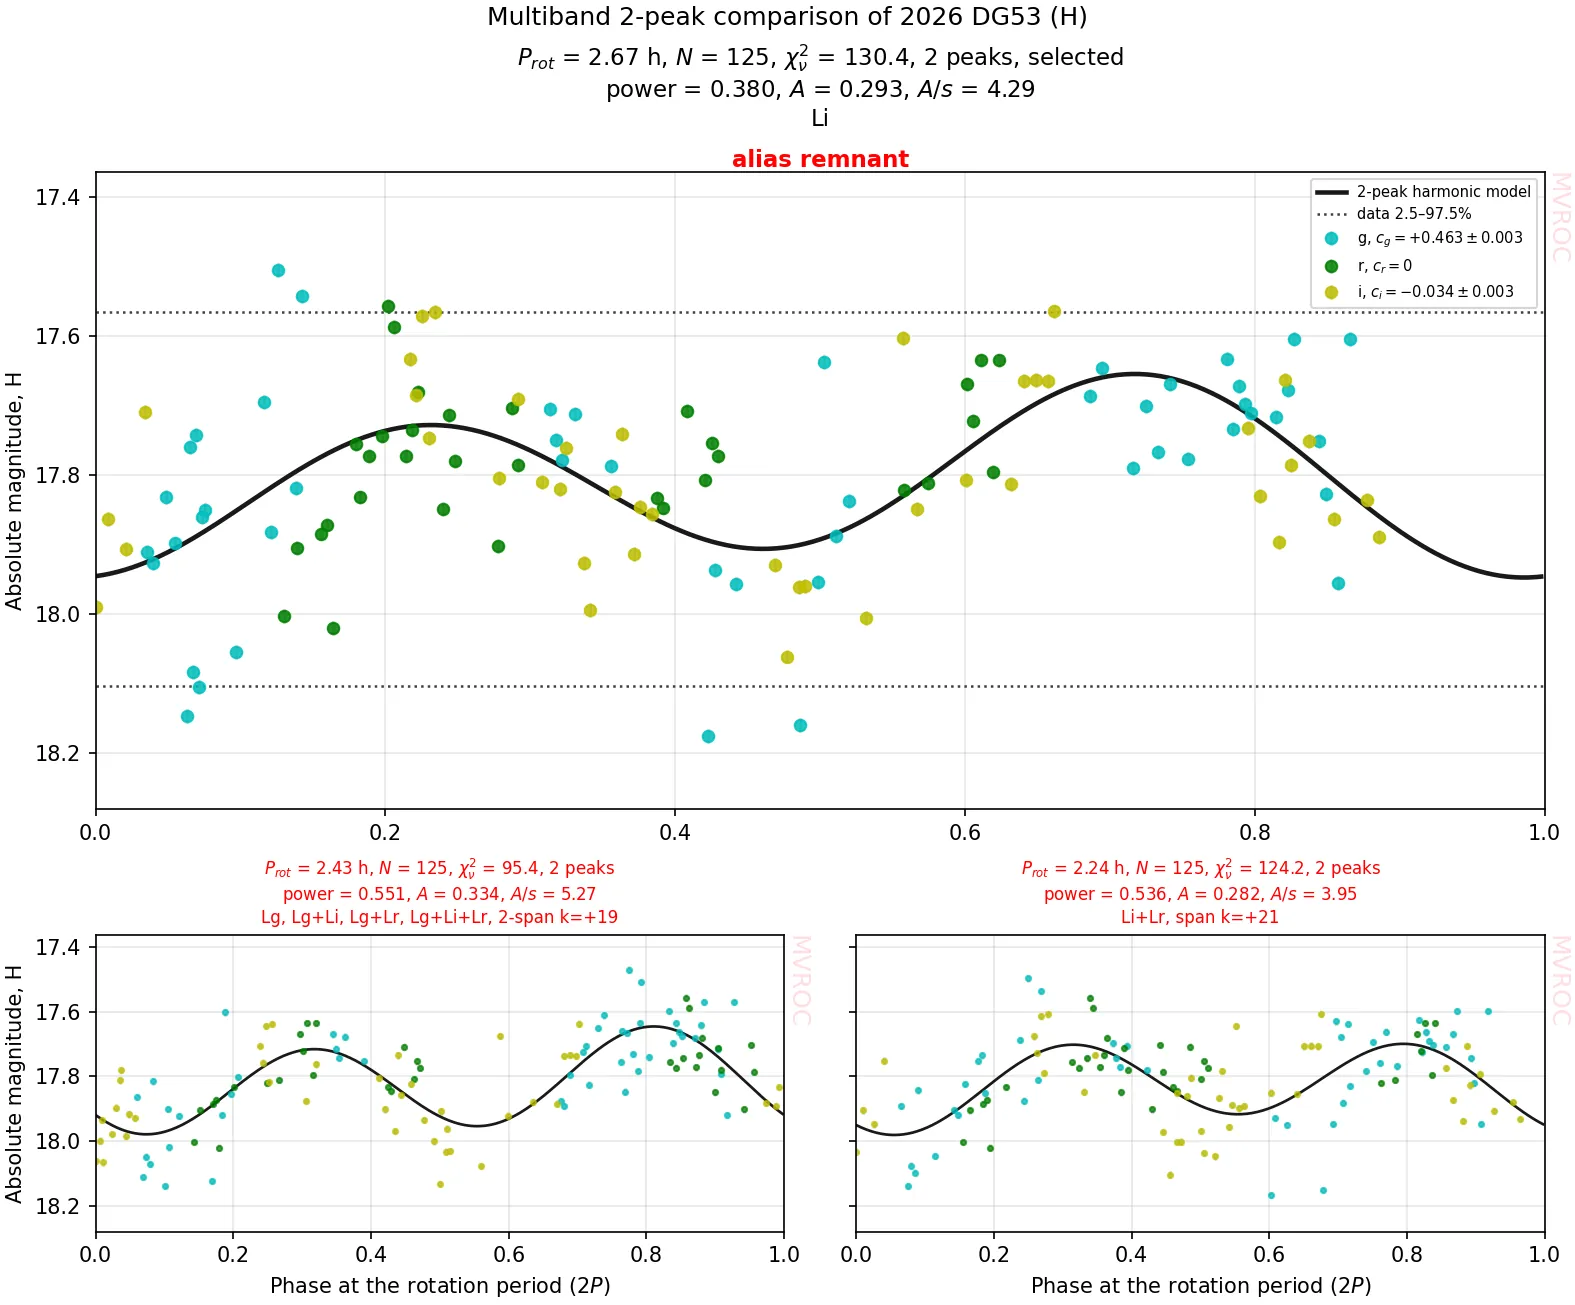 Multiband 2-peak comparison of 2026 DG53 (H)
P_rot = 2.67 h, N = 125, χ²_ν = 130.4, 2 peaks, selected
power = 0.380, A = 0.293, A/s = 4.29
Li
alias remnant
2-peak harmonic model
data 2.5–97.5%
g, c_g = +0.463 ± 0.003
r, c_r = 0
i, c_i = −0.034 ± 0.003
MVROC
Absolute magnitude, H
17.4
17.6
17.8
18.0
18.2
0.0 0.2 0.4 0.6 0.8 1.0
P_rot = 2.43 h, N = 125, χ²_ν = 95.4, 2 peaks
power = 0.551, A = 0.334, A/s = 5.27
Lg, Lg+Li, Lg+Lr, Lg+Li+Lr, 2-span k=+19
MVROC
Absolute magnitude, H
17.4
17.6
17.8
18.0
18.2
0.0 0.2 0.4 0.6 0.8 1.0
Phase at the rotation period (2P)
P_rot = 2.24 h, N = 125, χ²_ν = 124.2, 2 peaks
power = 0.536, A = 0.282, A/s = 3.95
Li+Lr, span k=+21
MVROC
0.0 0.2 0.4 0.6 0.8 1.0
Phase at the rotation period (2P)